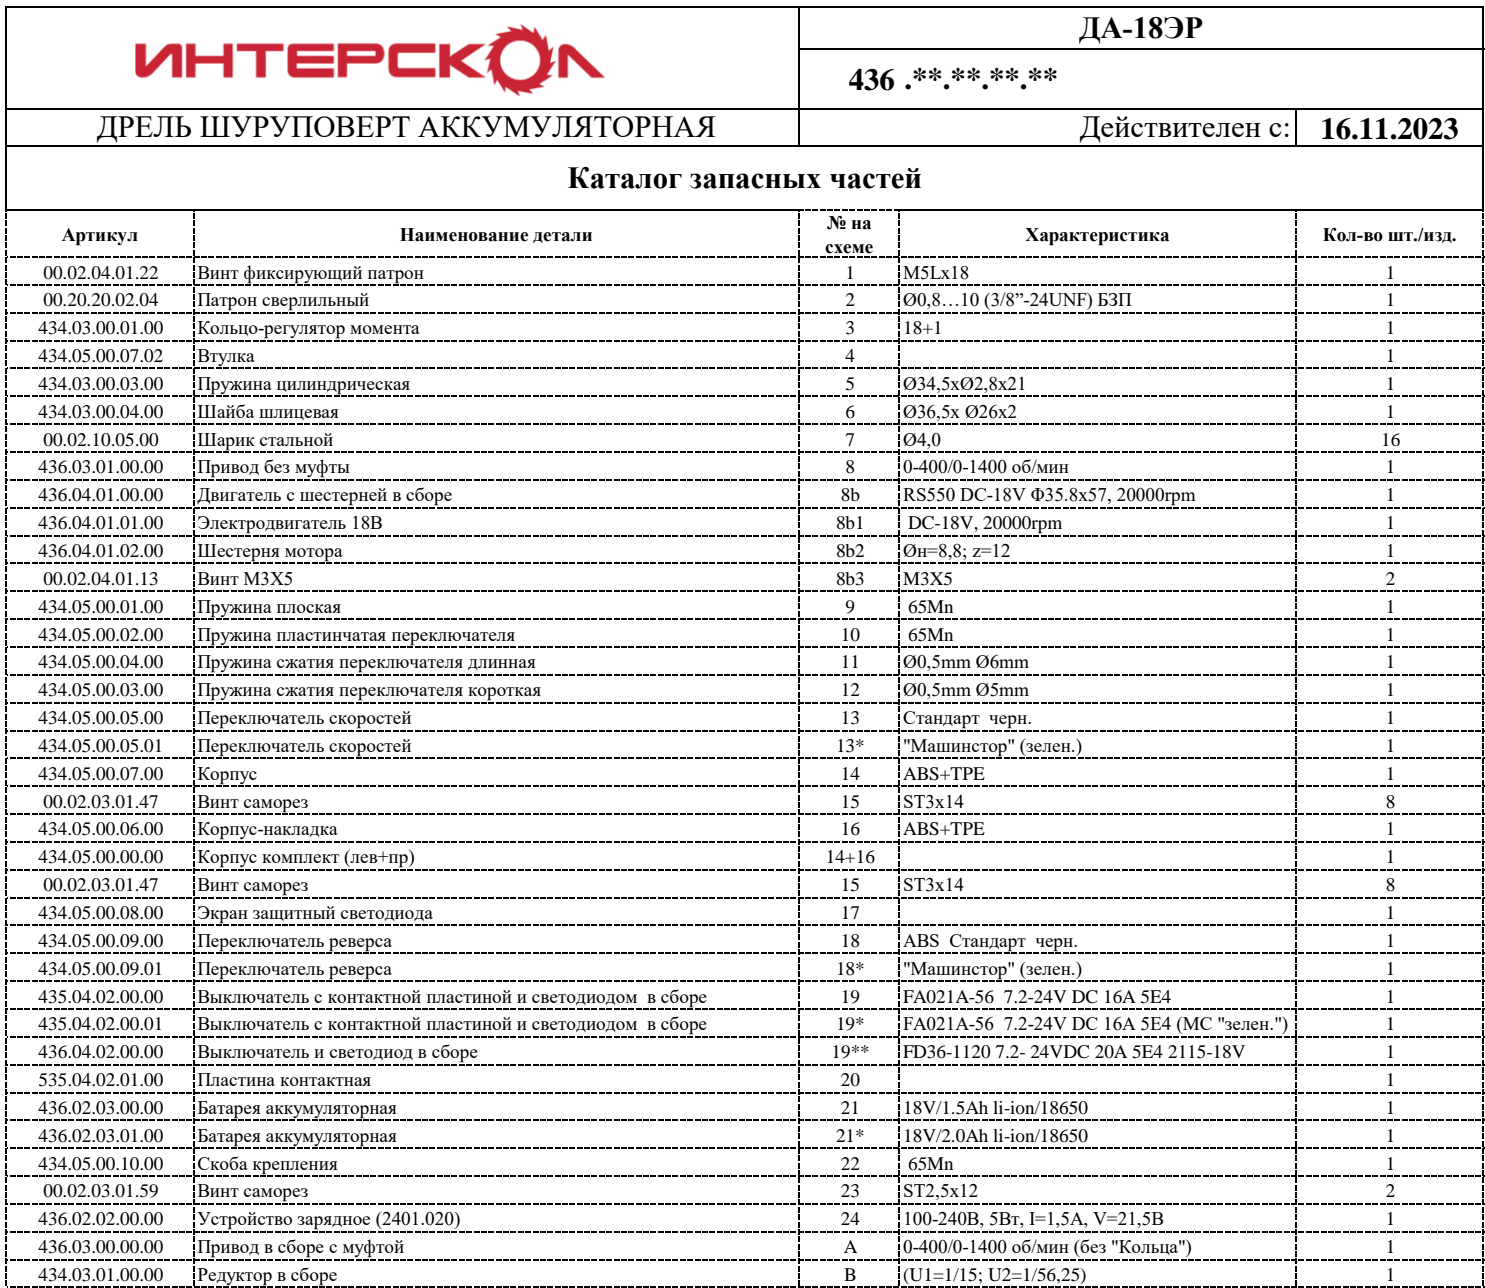 ИНТЕРСКОЛ
ДА-18ЭР
436 .**.**.**.**
ДРЕЛЬ ШУРУПОВЕРТ АККУМУЛЯТОРНАЯ Действителен с: 16.11.2023
Каталог запасных частей
Артикул Наименование детали № на схеме Характеристика Кол-во шт./изд.
00.02.04.01.22 Винт фиксирующий патрон 1 M5Lx18 1
00.20.20.02.04 Патрон сверлильный 2 Ø0,8…10 (3/8”-24UNF) БЗП 1
434.03.00.01.00 Кольцо-регулятор момента 3 18+1 1
434.05.00.07.02 Втулка 4 1
434.03.00.03.00 Пружина цилиндрическая 5 Ø34,5xØ2,8x21 1
434.03.00.04.00 Шайба шлицевая 6 Ø36,5x Ø26x2 1
00.02.10.05.00 Шарик стальной 7 Ø4,0 16
436.03.01.00.00 Привод без муфты 8 0-400/0-1400 об/мин 1
436.04.01.00.00 Двигатель с шестерней в сборе 8b RS550 DC-18V Ф35.8x57, 20000rpm 1
436.04.01.01.00 Электродвигатель 18В 8b1 DC-18V, 20000rpm 1
436.04.01.02.00 Шестерня мотора 8b2 Øн=8,8; z=12 1
00.02.04.01.13 Винт М3Х5 8b3 М3Х5 2
434.05.00.01.00 Пружина плоская 9 65Mn 1
434.05.00.02.00 Пружина пластинчатая переключателя 10 65Mn 1
434.05.00.04.00 Пружина сжатия переключателя длинная 11 Ø0,5mm Ø6mm 1
434.05.00.03.00 Пружина сжатия переключателя короткая 12 Ø0,5mm Ø5mm 1
434.05.00.05.00 Переключатель скоростей 13 Стандарт черн. 1
434.05.00.05.01 Переключатель скоростей 13* "Машинстор" (зелен.) 1
434.05.00.07.00 Корпус 14 ABS+TPE 1
00.02.03.01.47 Винт саморез 15 ST3x14 8
434.05.00.06.00 Корпус-накладка 16 ABS+TPE 1
434.05.00.00.00 Корпус комплект (лев+пр) 14+16 1
00.02.03.01.47 Винт саморез 15 ST3x14 8
434.05.00.08.00 Экран защитный светодиода 17 1
434.05.00.09.00 Переключатель реверса 18 ABS Стандарт черн. 1
434.05.00.09.01 Переключатель реверса 18* "Машинстор" (зелен.) 1
435.04.02.00.00 Выключатель с контактной пластиной и светодиодом в сборе 19 FA021A-56 7.2-24V DC 16A 5E4 1
435.04.02.00.01 Выключатель с контактной пластиной и светодиодом в сборе 19* FA021A-56 7.2-24V DC 16A 5E4 (МС "зелен.") 1
436.04.02.00.00 Выключатель и светодиод в сборе 19** FD36-1120 7.2- 24VDC 20A 5E4 2115-18V 1
535.04.02.01.00 Пластина контактная 20 1
436.02.03.00.00 Батарея аккумуляторная 21 18V/1.5Ah li-ion/18650 1
436.02.03.01.00 Батарея аккумуляторная 21* 18V/2.0Ah li-ion/18650 1
434.05.00.10.00 Скоба крепления 22 65Mn 1
00.02.03.01.59 Винт саморез 23 ST2,5x12 2
436.02.02.00.00 Устройство зарядное (2401.020) 24 100-240В, 5Вт, I=1,5А, V=21,5В 1
436.03.00.00.00 Привод в сборе с муфтой A 0-400/0-1400 об/мин (без "Кольца") 1
434.03.01.00.00 Редуктор в сборе B (U1=1/15; U2=1/56,25) 1